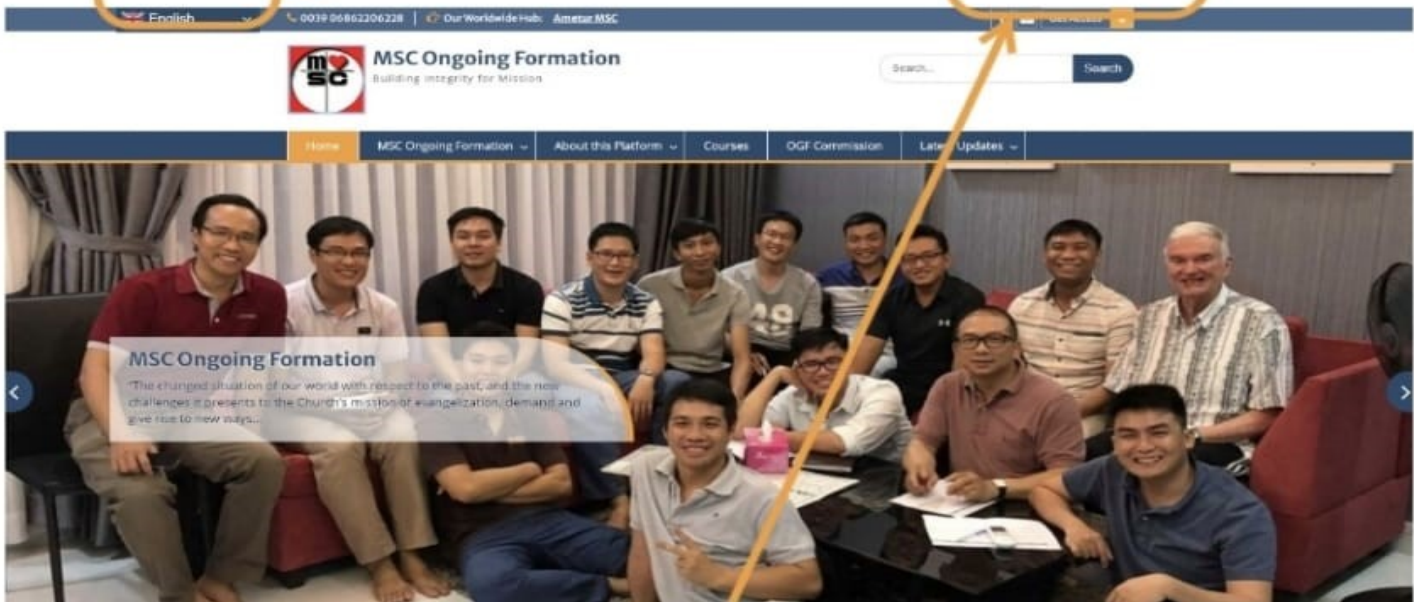 English
0039 06862206228 Our Worldwide Hub: Ametur MSC
Get Access
MSC
MSC Ongoing Formation
Building Integrity for Mission
Search...
Search
Home MSC Ongoing Formation About this Platform Courses OGF Commission Latest Updates
MSC Ongoing Formation
"The changed situation of our world with respect to the past, and the new
challenges it presents to the Church's mission of evangelization, demand and
give rise to new ways...